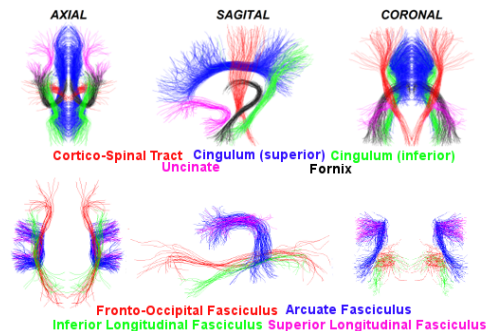 AXIAL SAGITAL CORONAL
Cortico-Spinal Tract Cingulum (superior) Cingulum (inferior)
Uncinate Fornix
Fronto-Occipital Fasciculus Arcuate Fasciculus
Inferior Longitudinal Fasciculus Superior Longitudinal Fasciculus